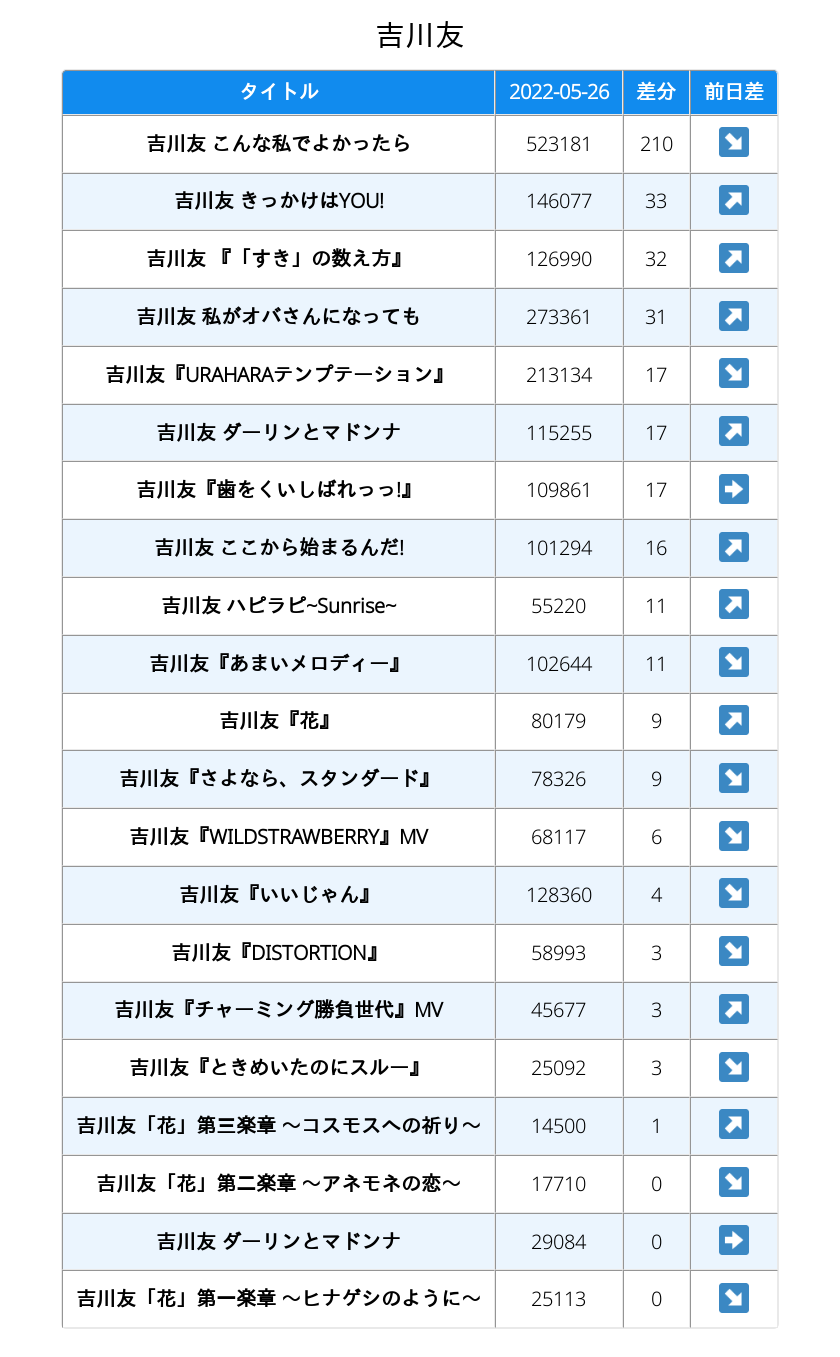 吉川友
タイトル 2022-05-26 差分 前日差
吉川友 こんな私でよかったら 523181 210 ↘
吉川友 きっかけはYOU! 146077 33 ↗
吉川友 『「すき」の数え方』 126990 32 ↗
吉川友 私がオバさんになっても 273361 31 ↗
吉川友『URAHARAテンプテーション』 213134 17 ↘
吉川友 ダーリンとマドンナ 115255 17 ↗
吉川友『歯をくいしばれっっ!』 109861 17 →
吉川友 ここから始まるんだ! 101294 16 ↗
吉川友 ハピラピ~Sunrise~ 55220 11 ↗
吉川友『あまいメロディー』 102644 11 ↘
吉川友『花』 80179 9 ↗
吉川友『さよなら、スタンダード』 78326 9 ↘
吉川友『WILDSTRAWBERRY』MV 68117 6 ↘
吉川友『いいじゃん』 128360 4 ↘
吉川友『DISTORTION』 58993 3 ↘
吉川友『チャーミング勝負世代』MV 45677 3 ↗
吉川友『ときめいたのにスルー』 25092 3 ↘
吉川友「花」第三楽章 〜コスモスへの祈り〜 14500 1 ↗
吉川友「花」第二楽章 〜アネモネの恋〜 17710 0 ↘
吉川友 ダーリンとマドンナ 29084 0 →
吉川友「花」第一楽章 〜ヒナゲシのように〜 25113 0 ↘